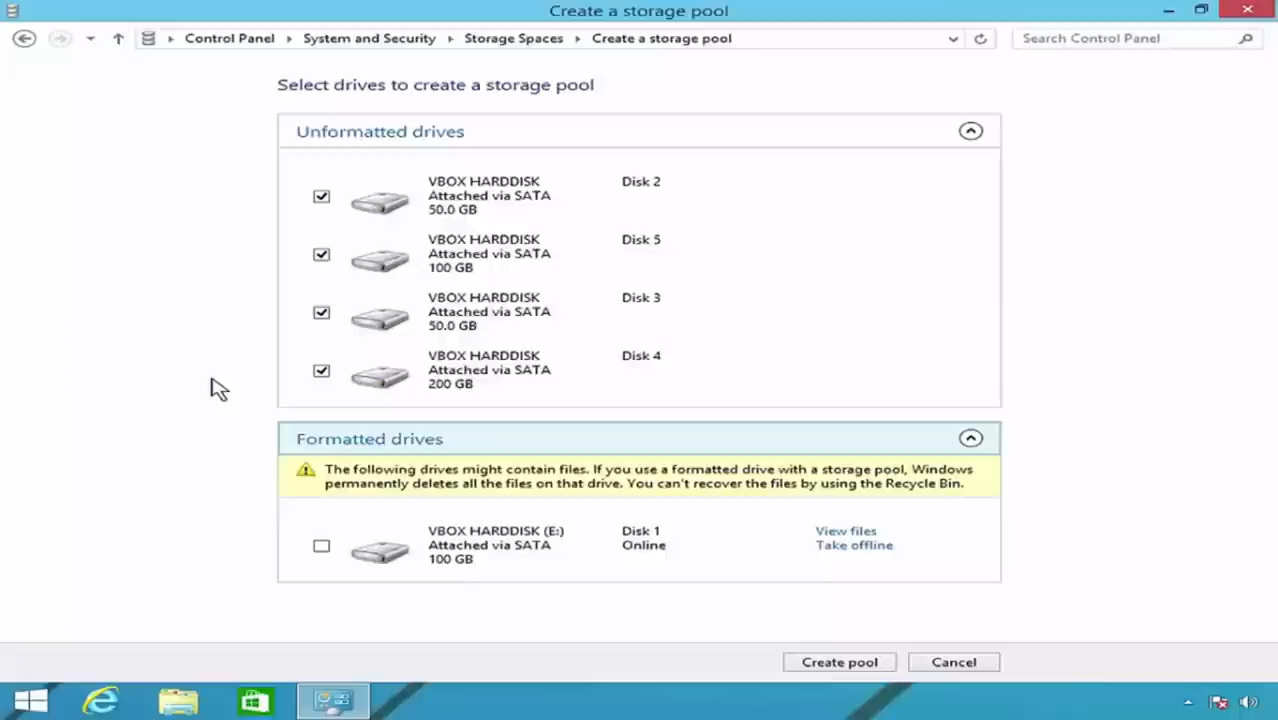 Create a storage pool
Control Panel
System and Security
Storage Spaces
Create a storage pool
Search Control Panel
Select drives to create a storage pool
Unformatted drives
VBOX HARDDISK
Attached via SATA
50.0 GB
Disk 2
VBOX HARDDISK
Attached via SATA
100 GB
Disk 5
VBOX HARDDISK
Attached via SATA
50.0 GB
Disk 3
VBOX HARDDISK
Attached via SATA
200 GB
Disk 4
Formatted drives
The following drives might contain files. If you use a formatted drive with a storage pool, Windows
permanently deletes all the files on that drive. You can't recover the files by using the Recycle Bin.
VBOX HARDDISK (E:)
Attached via SATA
100 GB
Disk 1
Online
View files
Take offline
Create pool
Cancel